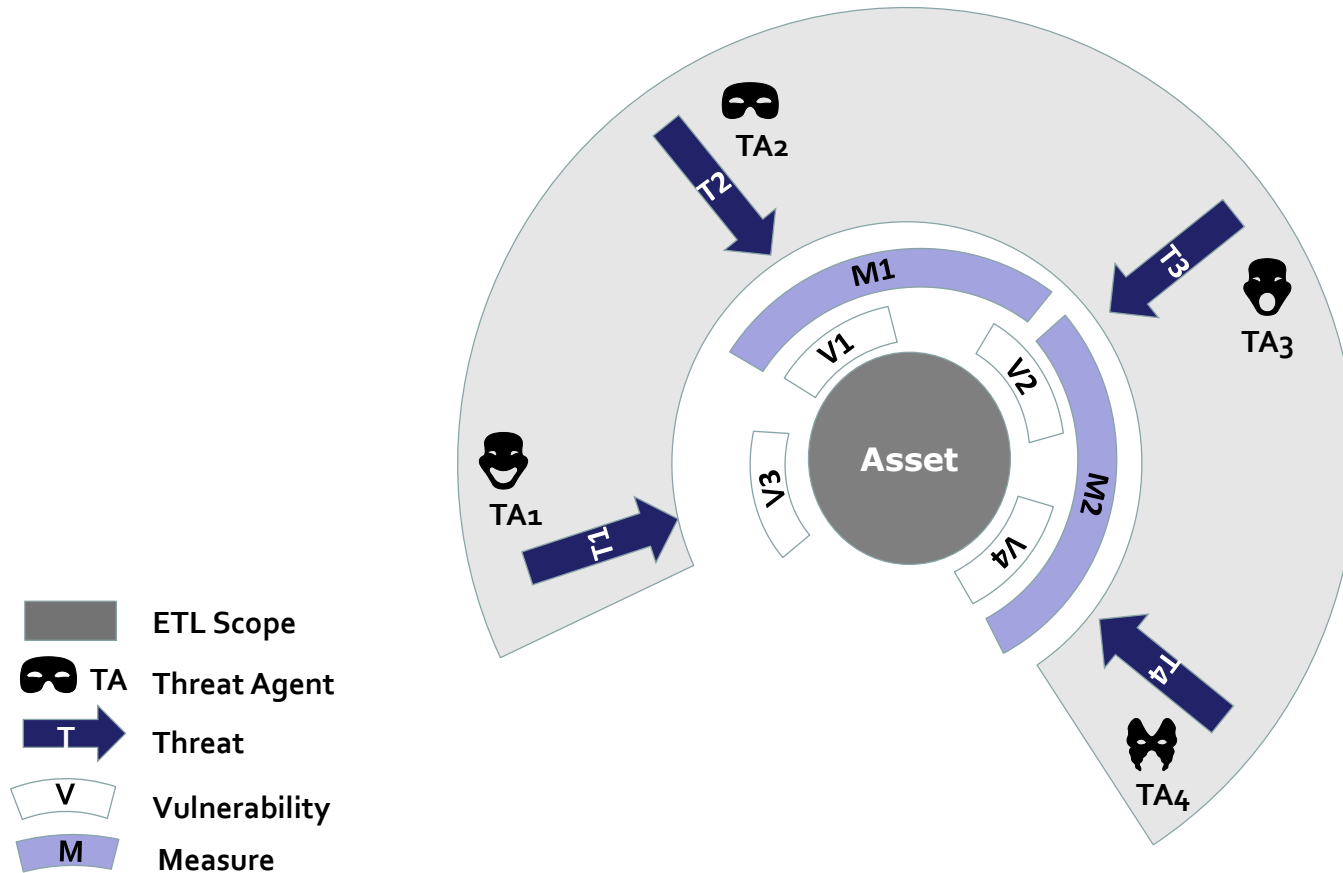 TA2
T2
T3
TA3
M1
V1
V2
Asset
M2
V3
V4
TA1
T1
T4
TA4
ETL Scope
TA Threat Agent
T Threat
V Vulnerability
M Measure